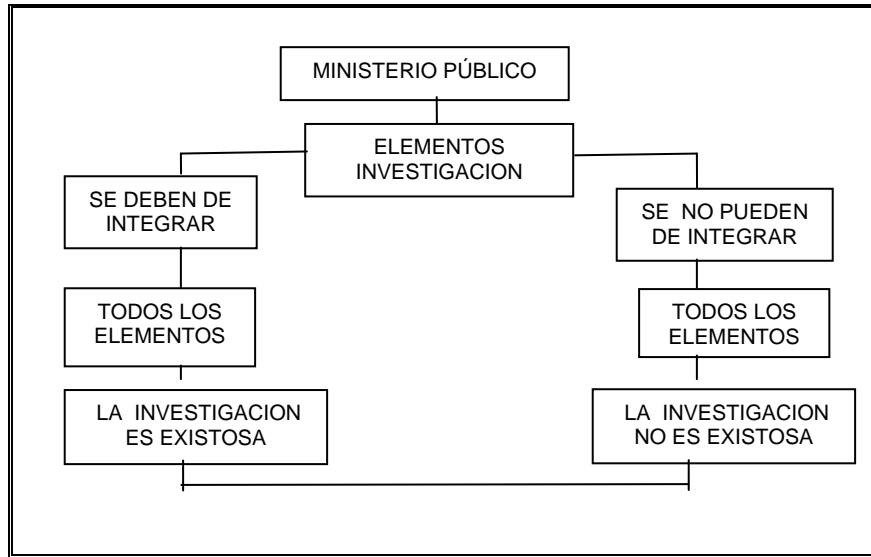 MINISTERIO PÚBLICO
ELEMENTOS
INVESTIGACION
SE DEBEN DE
INTEGRAR
SE NO PUEDEN
DE INTEGRAR
TODOS LOS
ELEMENTOS
TODOS LOS
ELEMENTOS
LA INVESTIGACION
ES EXISTOSA
LA INVESTIGACION
NO ES EXISTOSA